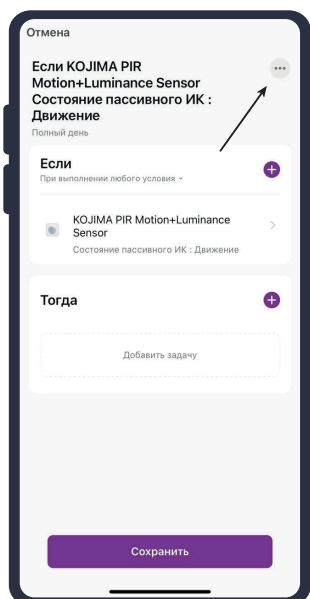 Отмена
Если KOJIMA PIR
Motion+Luminance Sensor
Состояние пассивного ИК :
Движение
Полный день
Если
При выполнении любого условия
KOJIMA PIR Motion+Luminance
Sensor
Состояние пассивного ИК : Движение
Тогда
Добавить задачу
Сохранить